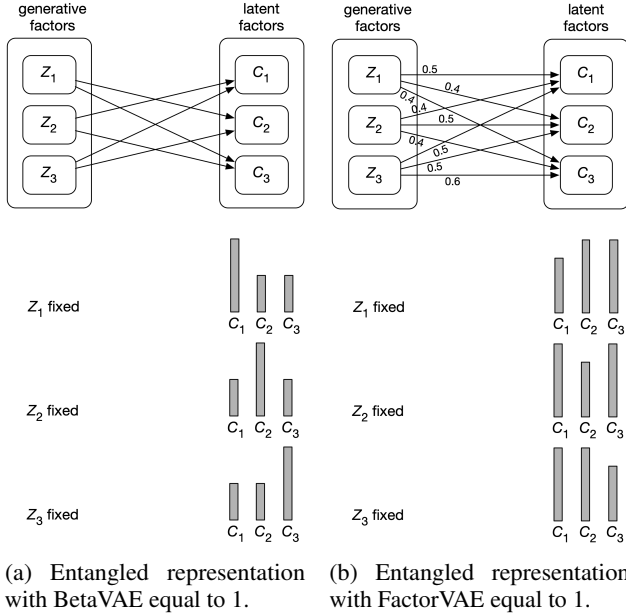 generative
factors
latent
factors
generative
factors
latent
factors
Z1
Z2
Z3
C1
C2
C3
Z1
Z2
Z3
0.5
0.4
0.4
0.4
0.5
0.4
0.5
0.5
0.6
C1
C2
C3
Z1 fixed
C1 C2 C3
Z1 fixed
C1 C2 C3
Z2 fixed
C1 C2 C3
Z2 fixed
C1 C2 C3
Z3 fixed
C1 C2 C3
Z3 fixed
C1 C2 C3
(a) Entangled representation
with BetaVAE equal to 1.
(b) Entangled representation
with FactorVAE equal to 1.